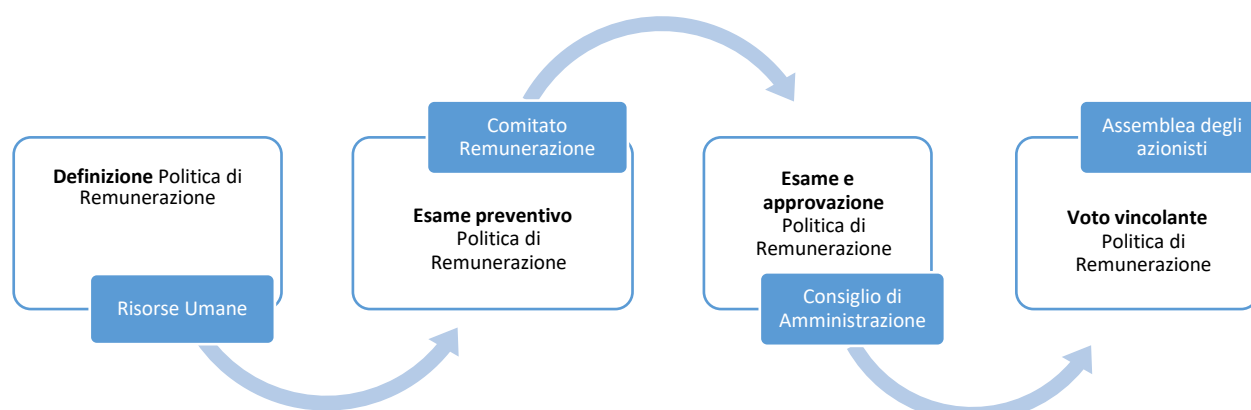 Definizione Politica di
Remunerazione
Risorse Umane
Comitato
Remunerazione
Esame preventivo
Politica di
Remunerazione
Esame e
approvazione
Politica di
Remunerazione
Consiglio di
Amministrazione
Assemblea degli
azionisti
Voto vincolante
Politica di
Remunerazione